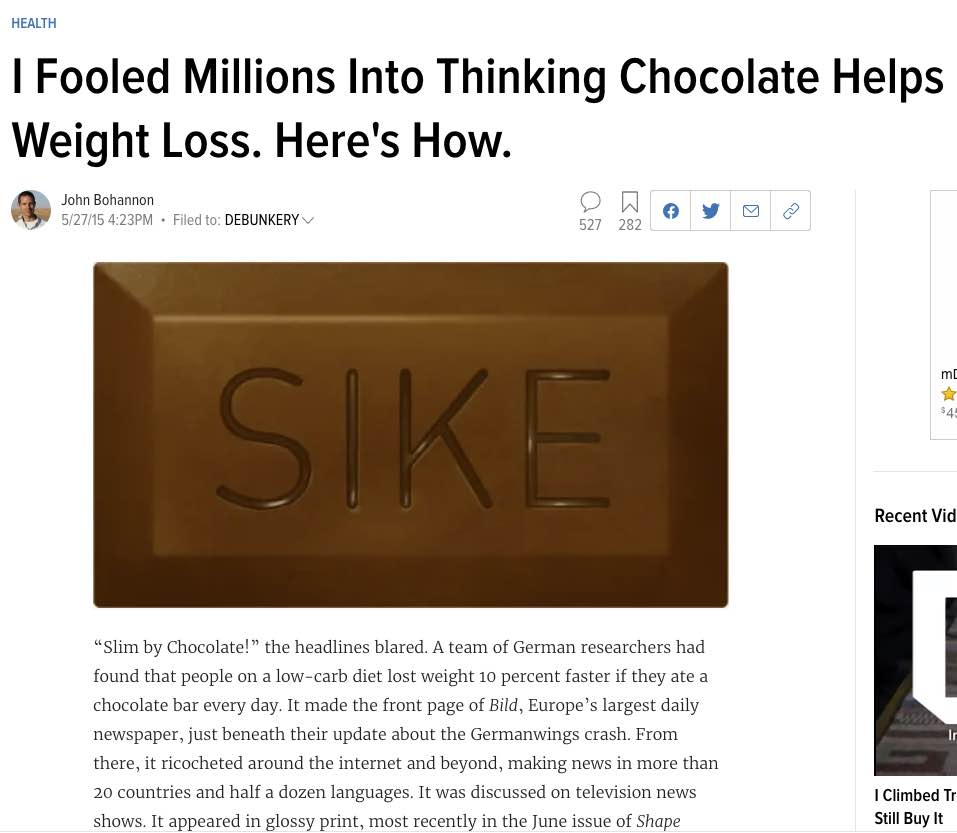 HEALTH
I Fooled Millions Into Thinking Chocolate Helps
Weight Loss. Here's How.
John Bohannon
5/27/15 4:23PM • Filed to: DEBUNKERY
527
282
SIKE
“Slim by Chocolate!” the headlines blared. A team of German researchers had
found that people on a low-carb diet lost weight 10 percent faster if they ate a
chocolate bar every day. It made the front page of Bild, Europe’s largest daily
newspaper, just beneath their update about the Germanwings crash. From
there, it ricocheted around the internet and beyond, making news in more than
20 countries and half a dozen languages. It was discussed on television news
shows. It appeared in glossy print, most recently in the June issue of Shape
Recent Vid
I Climbed Tr
Still Buy It